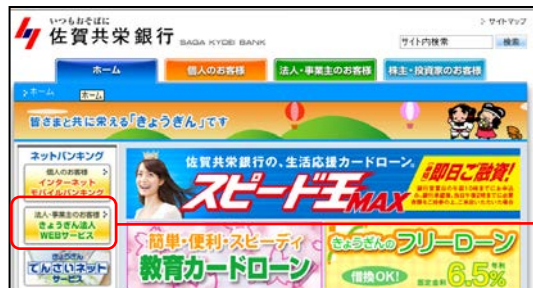 いつもおそばに
佐賀共栄銀行 SAGA KYOEI BANK
> サイトマップ
サイト内検索 検索
ホーム
個人のお客様
法人・事業主のお客様
株主・投資家のお客様
>ホーム
ホーム
皆さまと共に栄える「きょうぎん」です
ネットバンキング
個人のお客様
インターネット
モバイルバンキング
法人・事業主のお客様
きょうぎん法人
WEBサービス
きょうぎん
でんさいネット
サービス
佐賀共栄銀行の、生活応援カードローン。
スピード王MAX
即日ご融資!
簡単・便利・スピーディ
教育カードローン
きょうぎんのフリーローン
借換OK!
固定金利 年利 6.5%